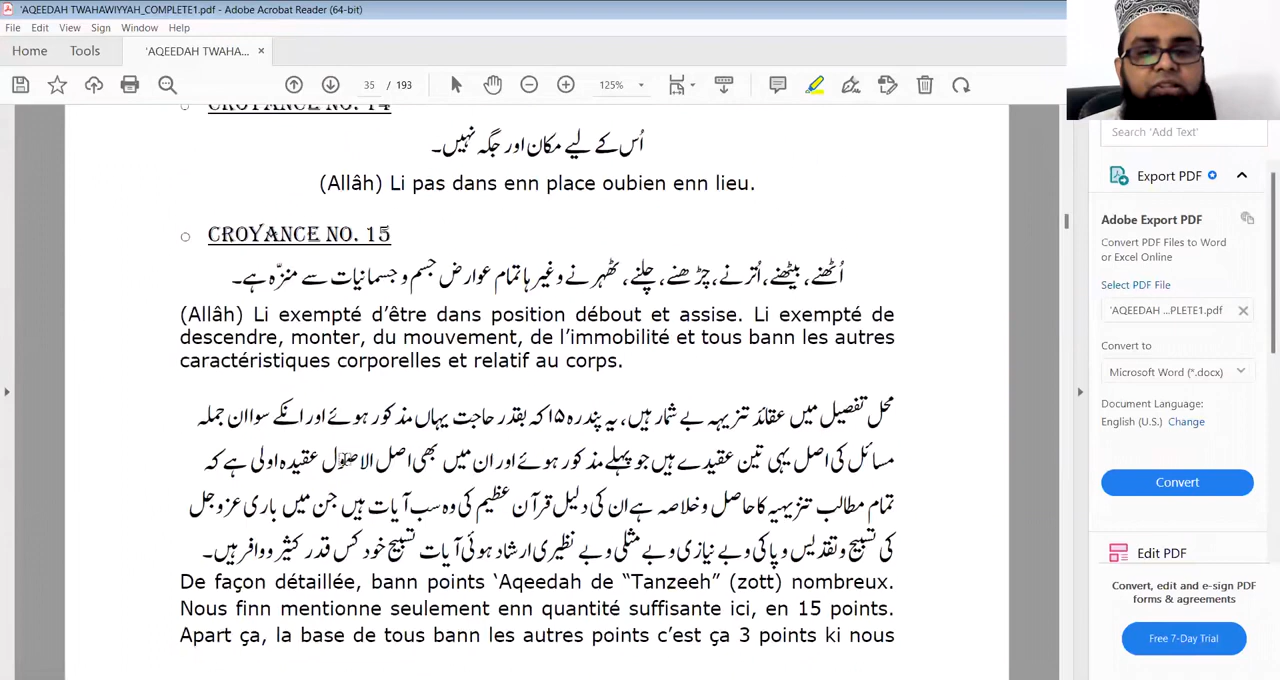 'AQEEDAH TWAHAWIYYAH_COMPLETE1.pdf - Adobe Acrobat Reader (64-bit)
File Edit View Sign Window Help
Home Tools 'AQEEDAH TWAHA... ×
35 / 193 125%
CROYANCE NO. 14
اُس کے لیے مکان اور جگہ نہیں۔
(Allâh) Li pas dans enn place oubien enn lieu.
CROYANCE NO. 15
اُٹھنے، بیٹھنے، اُترنے، چڑھنے، چلنے، ٹھہرنے وغیرہا تمام عوارض جسم و جسمانیات سے منزّہ ہے۔
(Allâh) Li exempté d'être dans position débout et assise. Li exempté de
descendre, monter, du mouvement, de l'immobilité et tous bann les autres
caractéristiques corporelles et relatif au corps.
محل تفصیل میں عقائد تنزیہہ بے شمار ہیں، یہ پندرہ ۱۵ کہ بقدر حاجت یہاں مذکور ہوئے اور انکے سوا ان جملہ
مسائل کی اصل یہی تین عقیدے ہیں جو پہلے مذکور ہوئے اور ان میں بھی اصل الاصول عقیدہ اولی ہے کہ
تمام مطالب تنزیہیہ کا حاصل و خلاصہ ہے ان کی دلیل قرآن عظیم کی وہ سب آیات ہیں جن میں باری عزوجل
کی تسبیح و تقدیس و پاکی و بے نیازی و بے مثلی و بے نظیری ارشاد ہوئی آیات تسبیح خود کس قدر کثیر و وافر ہیں۔
De façon détaillée, bann points 'Aqeedah de “Tanzeeh” (zott) nombreux.
Nous finn mentionne seulement enn quantité suffisante ici, en 15 points.
Apart ça, la base de tous bann les autres points c'est ça 3 points ki nous
Search 'Add Text'
Export PDF
Adobe Export PDF
Convert PDF Files to Word
or Excel Online
Select PDF File
'AQEEDAH ...PLETE1.pdf
Convert to
Microsoft Word (*.docx)
Document Language:
English (U.S.) Change
Convert
Edit PDF
Convert, edit and e-sign PDF
forms & agreements
Free 7-Day Trial